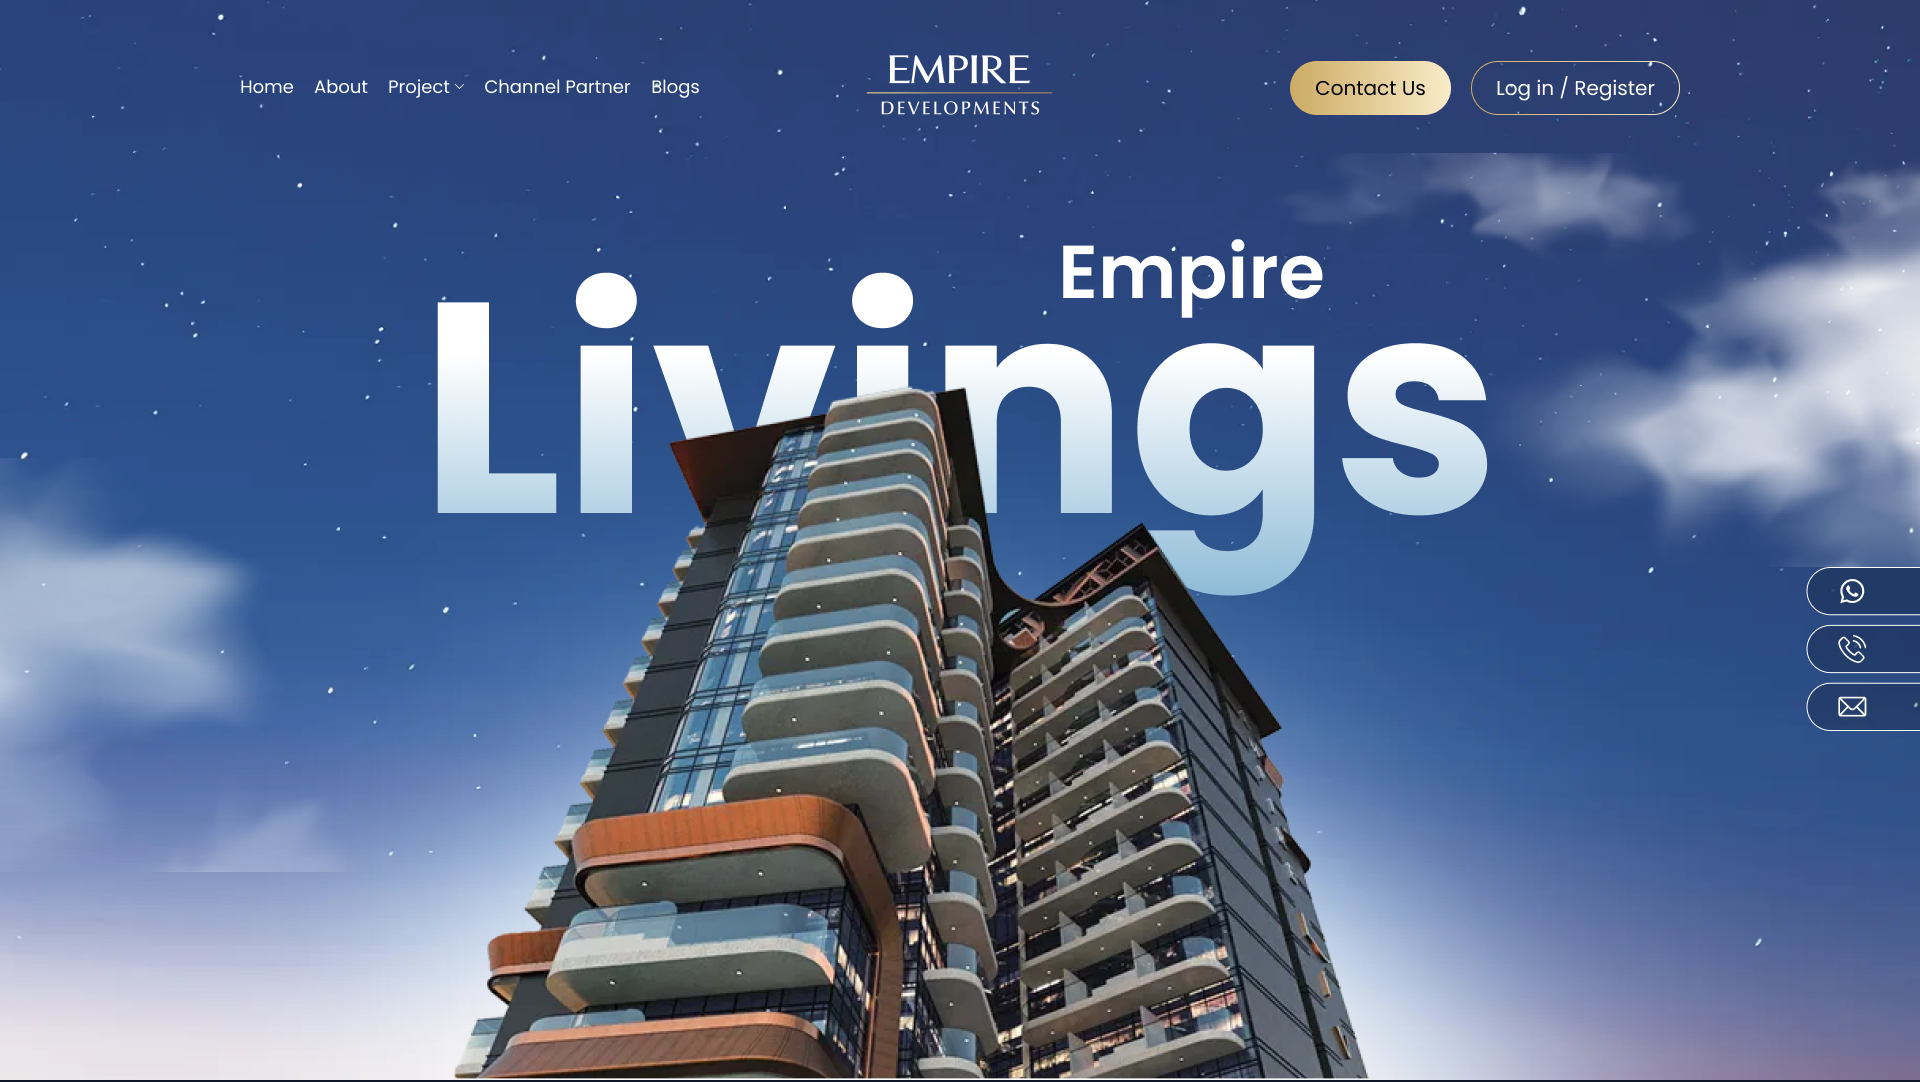 Home About Project Channel Partner Blogs
EMPIRE
DEVELOPMENTS
Contact Us
Log in / Register
Empire
Livings